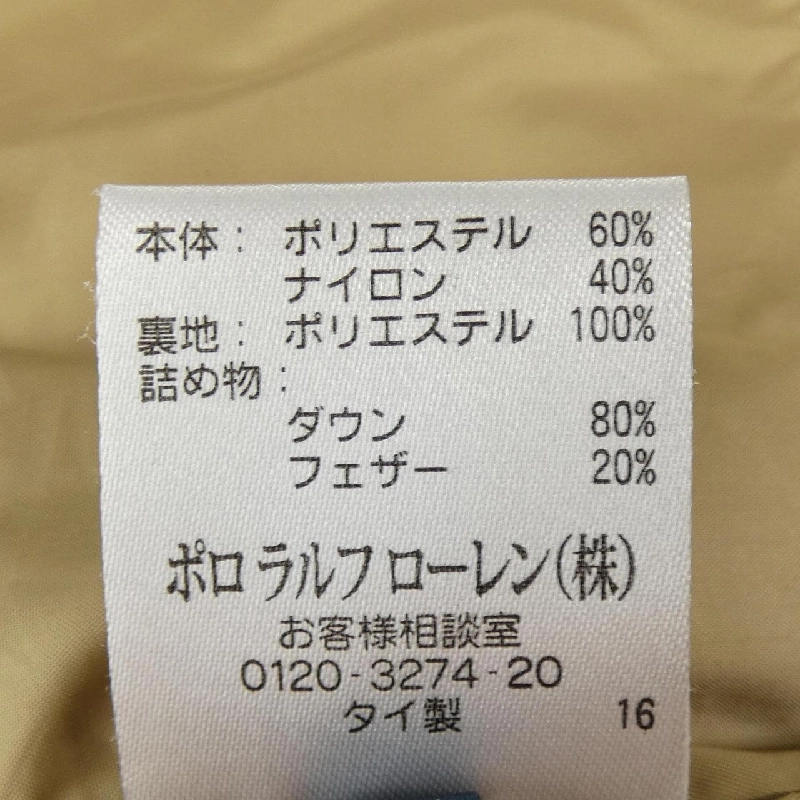 本体： ポリエステル 60%
ナイロン 40%
裏地： ポリエステル 100%
詰め物：
ダウン 80%
フェザー 20%
ポロ ラルフ ローレン(株)
お客様相談室
0120-3274-20
タイ製 16